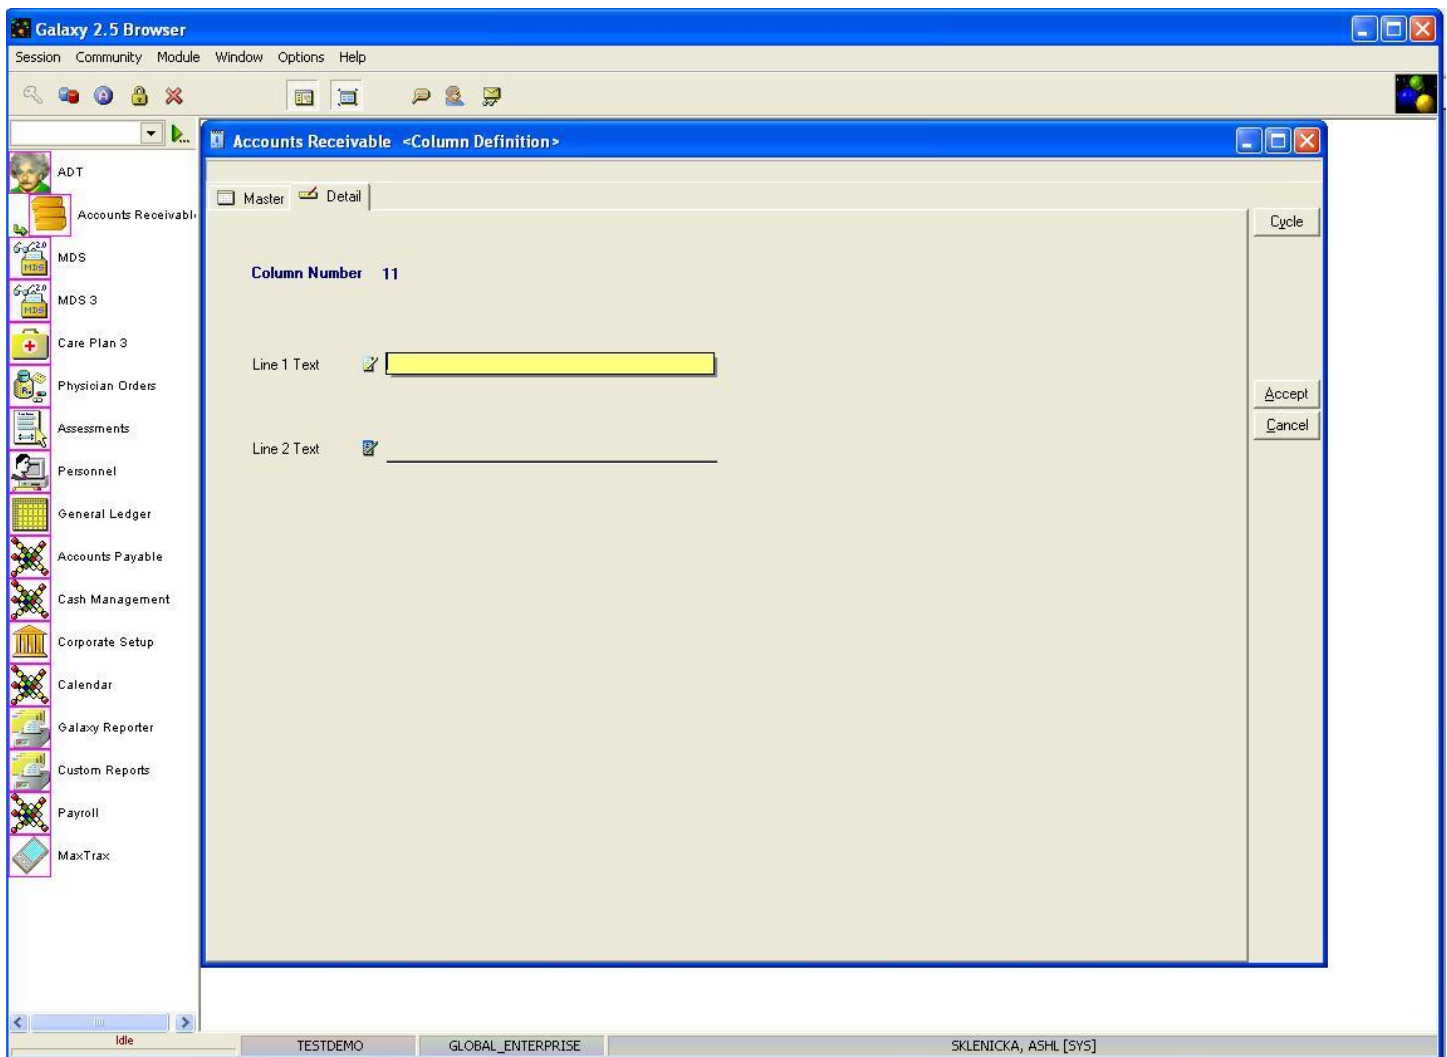 Galaxy 2.5 Browser
Session Community Module Window Options Help
Accounts Receivable <Column Definition>
Master Detail
Cycle
Column Number 11
Line 1 Text
Accept
Cancel
Line 2 Text
ADT
Accounts Receivabl
MDS
MDS 3
Care Plan 3
Physician Orders
Assessments
Personnel
General Ledger
Accounts Payable
Cash Management
Corporate Setup
Calendar
Galaxy Reporter
Custom Reports
Payroll
MaxTrax
Idle
TESTDEMO GLOBAL_ENTERPRISE SKLENICKA, ASHL [SYS]